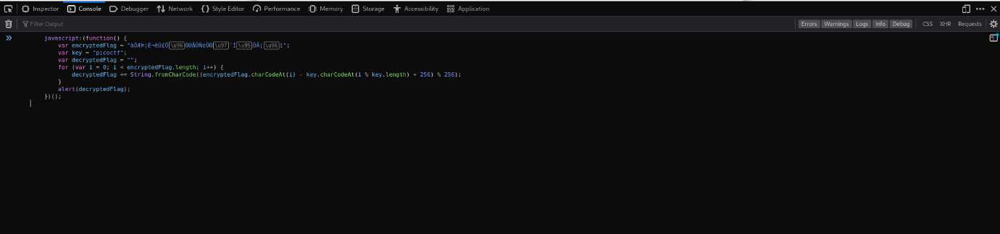 Inspector Console Debugger Network Style Editor Performance Memory Storage Accessibility Application
Filter Output Errors Warnings Logs Info Debug CSS XHR Requests
javascript:(function() {
var encryptedFlag = "àÒÆÞ¦È¬ëÙ£Ö\u96ÓÚåÛÑ¢ÕÓ\u97¨Í\u95ÒÄ¦\u96í";
var key = "picoctf";
var decryptedFlag = "";
for (var i = 0; i < encryptedFlag.length; i++) {
decryptedFlag += String.fromCharCode((encryptedFlag.charCodeAt(i) - key.charCodeAt(i % key.length) + 256) % 256);
}
alert(decryptedFlag);
})();